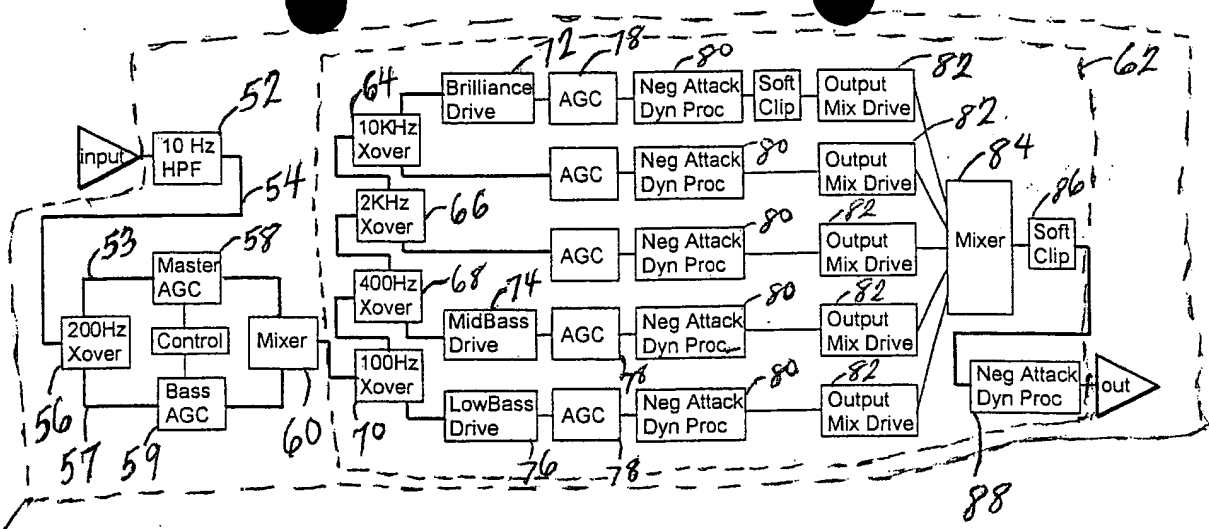 72
78
80
82
62
52
64
Brilliance
Drive
AGC
Neg Attack
Dyn Proc
Soft
Clip
Output
Mix Drive
input
10 Hz
HPF
10KHz
Xover
82
80
84
54
AGC
Neg Attack
Dyn Proc
Output
Mix Drive
86
2KHz
Xover
66
80
82
53
58
AGC
Neg Attack
Dyn Proc
Output
Mix Drive
Mixer
Soft
Clip
Master
AGC
400Hz
Xover
68
74
80
82
200Hz
Xover
Control
Mixer
MidBass
Drive
AGC
Neg Attack
Dyn Proc
Output
Mix Drive
100Hz
Xover
78
80
82
Bass
AGC
Neg Attack
Dyn Proc
out
56
57
59
60
70
LowBass
Drive
AGC
Neg Attack
Dyn Proc
Output
Mix Drive
76
78
88